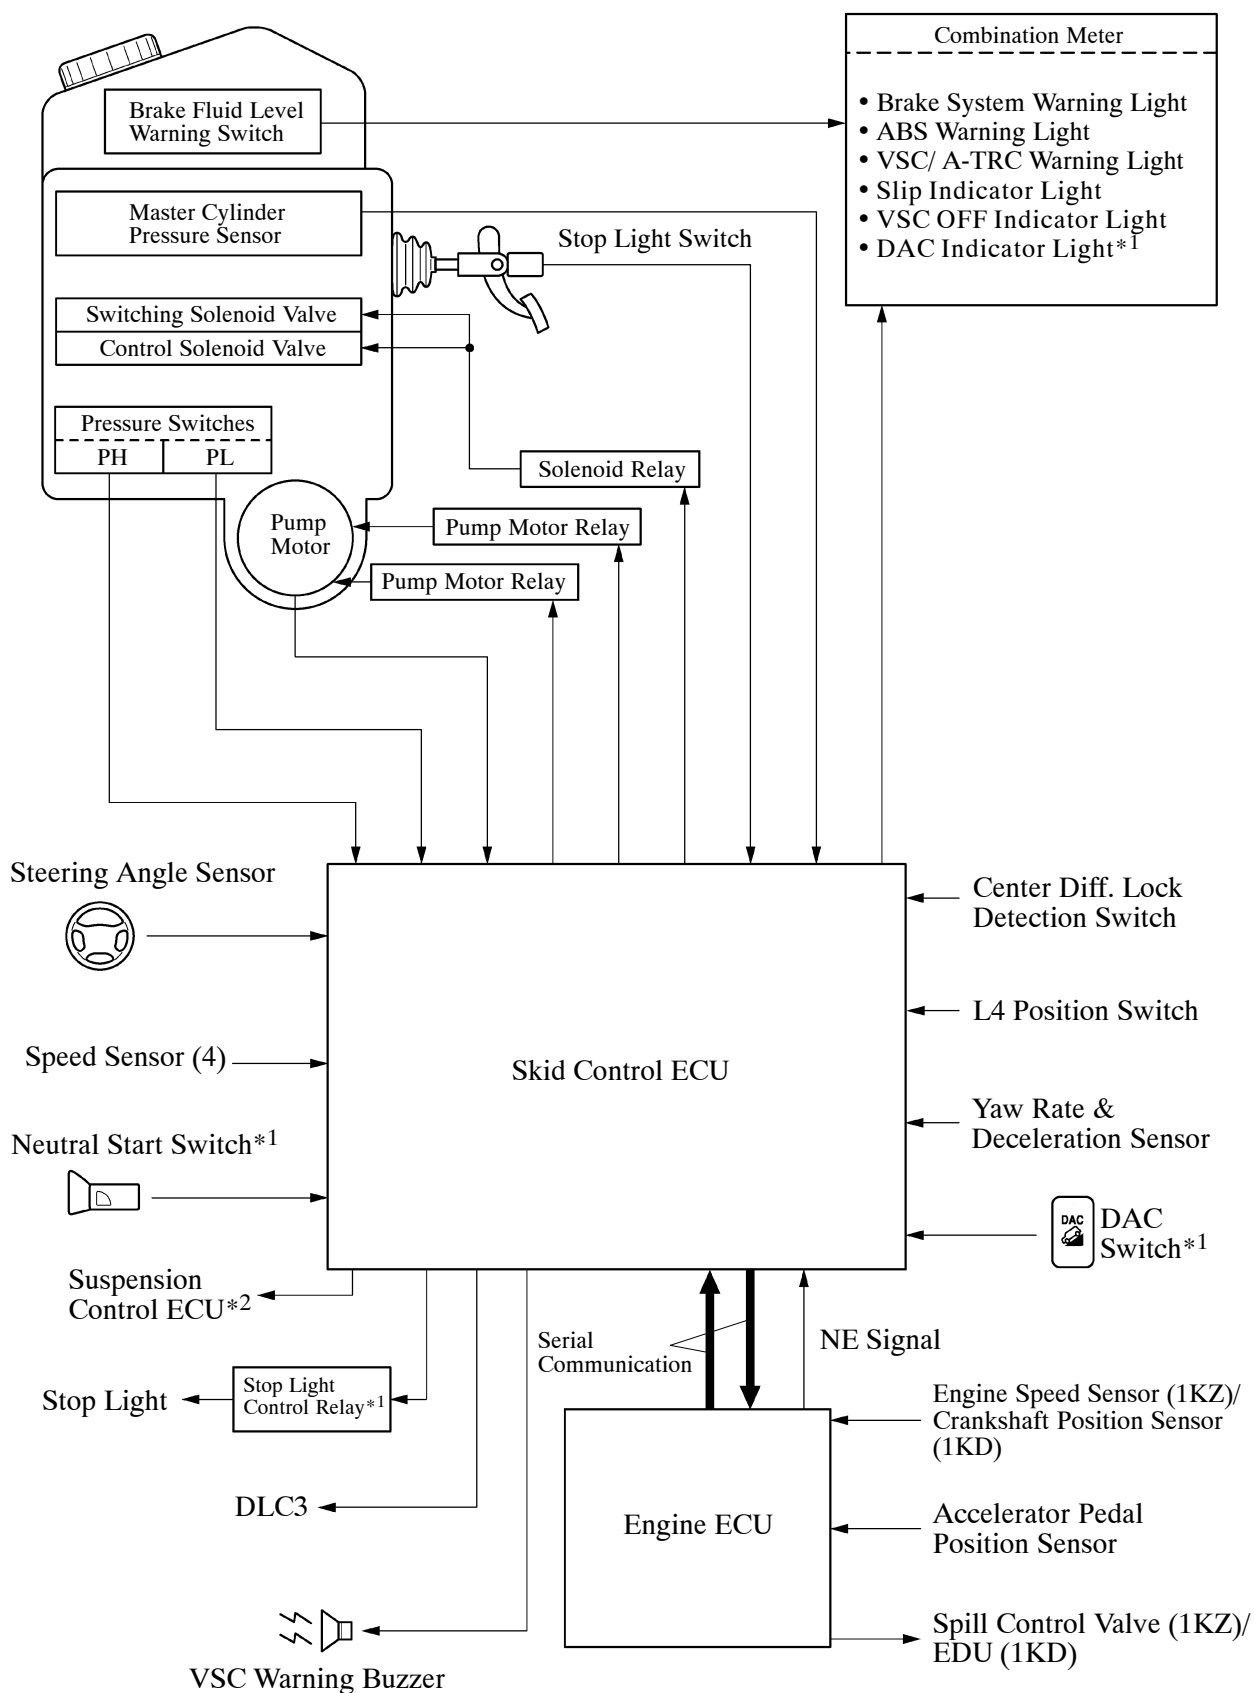 Combination Meter
Brake Fluid Level
Warning Switch
• Brake System Warning Light
• ABS Warning Light
• VSC/ A-TRC Warning Light
• Slip Indicator Light
• VSC OFF Indicator Light
• DAC Indicator Light*1
Master Cylinder
Pressure Sensor
Stop Light Switch
Switching Solenoid Valve
Control Solenoid Valve
Pressure Switches
PH PL
Solenoid Relay
Pump
Motor
Pump Motor Relay
Pump Motor Relay
Steering Angle Sensor
Center Diff. Lock
Detection Switch
L4 Position Switch
Speed Sensor (4)
Skid Control ECU
Yaw Rate &
Deceleration Sensor
Neutral Start Switch*1
DAC
DAC
Switch*1
Suspension
Control ECU*2
Serial
Communication
NE Signal
Stop Light
Stop Light
Control Relay*1
Engine Speed Sensor (1KZ)/
Crankshaft Position Sensor
(1KD)
DLC3
Engine ECU
Accelerator Pedal
Position Sensor
Spill Control Valve (1KZ)/
EDU (1KD)
VSC Warning Buzzer